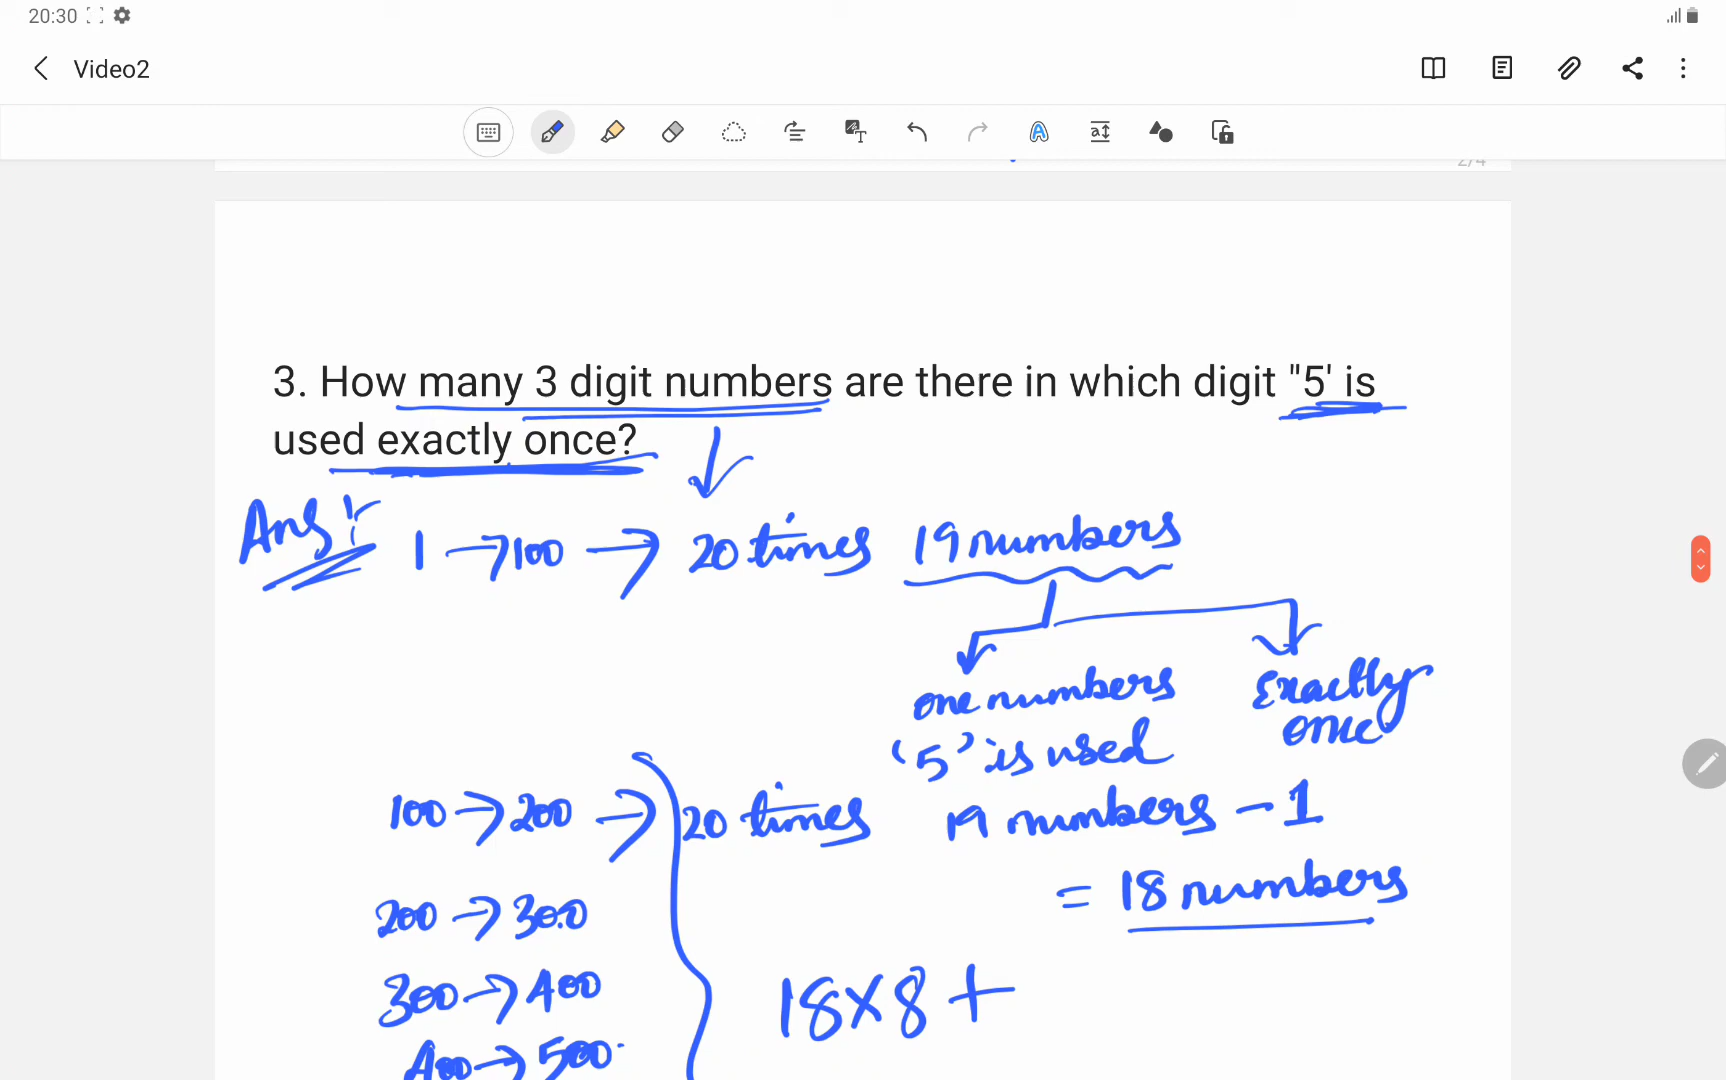 20:30
Video2
2/4
3. How many 3 digit numbers are there in which digit "5' is
used exactly once?
Ans:
1 → 100 → 20 times 19 numbers
one numbers Exactly
'5' is used once
100 → 200 → 20 times 19 numbers - 1
200 → 300 = 18 numbers
300 → 400 18 x 8 +
400 → 500